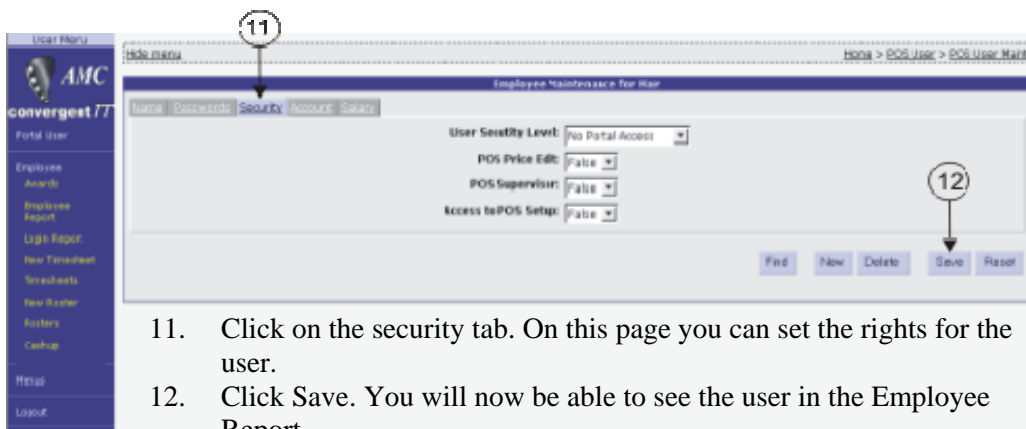 11
User Menu
Hide menu
Home > POS User > POS User Maint
AMC
convergent IT
Employee Maintenance for Hair
Name Passwords Security Account Salary
Portal User
User Secutity Level: No Portal Access
POS Price Edit: False
POS Supervisor: False
Access to POS Setup: False
12
Employee
Awards
Employee
Report
Login Report
New Timesheet
Timesheets
New Roster
Rosters
Cashup
Menus
Logout
Find New Delete Save Reset
11. Click on the security tab. On this page you can set the rights for the
user.
12. Click Save. You will now be able to see the user in the Employee
Report